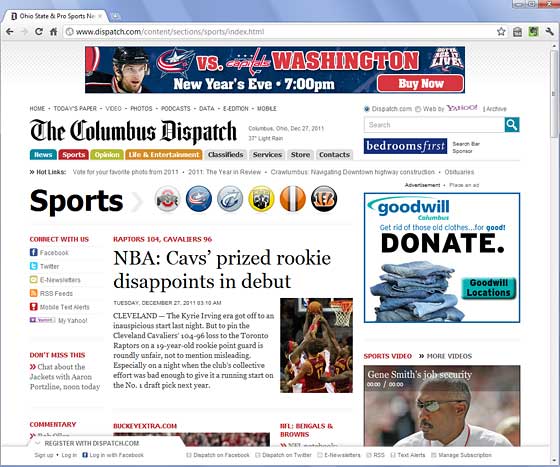 Ohio State & Pro Sports Ne
www.dispatch.com/content/sections/sports/index.html
VS. capitals WASHINGTON
New Year's Eve • 7:00pm
Buy Now
HOME • TODAY'S PAPER • VIDEO • PHOTOS • PODCASTS • DATA • E-EDITION • MOBILE
Dispatch.com Web by YAHOO! | Archive
The Columbus Dispatch
Columbus, Ohio, Dec 27, 2011
37° Light Rain
Search
News Sports Opinion Life & Entertainment Classifieds Services Store Contacts
bedroomsfirst
Search Bar
Sponsor
Hot Links: Vote for your favorite photo from 2011 • 2011: The Year in Review • Crawlumbus: Navigating Downtown highway construction • Obituaries
Advertisement • Place an ad
Sports
goodwill
Columbus
Get rid of those old clothes...for good!
DONATE.
Goodwill
Locations
CONNECT WITH US
Facebook
Twitter
E-Newsletters
RSS Feeds
Mobile Text Alerts
My Yahoo!
RAPTORS 104, CAVALIERS 96
NBA: Cavs' prized rookie
disappoints in debut
TUESDAY, DECEMBER 27, 2011 03:10 AM
CLEVELAND — The Kyrie Irving era got off to an
inauspicious start last night. But to pin the
Cleveland Cavaliers' 104-96 loss to the Toronto
Raptors on a 19-year-old rookie point guard is
roundly unfair, not to mention misleading.
Especially on a night when the club's collective
effort was bad enough to give it a running start on
the No. 1 draft pick next year.
DON'T MISS THIS
Chat about the
Jackets with Aaron
Portzline, noon today
SPORTS VIDEO MORE VIDEOS
Gene Smith's job security
00:00 / 00:00
COMMENTARY
BUCKEYEXTRA.COM
NFL: BENGALS &
BROWNS
REGISTER WITH DISPATCH.COM
Sign up • Log in Log in with Facebook
Dispatch on Facebook Dispatch on Twitter E-Newsletters RSS Text Alerts Manage Subscription